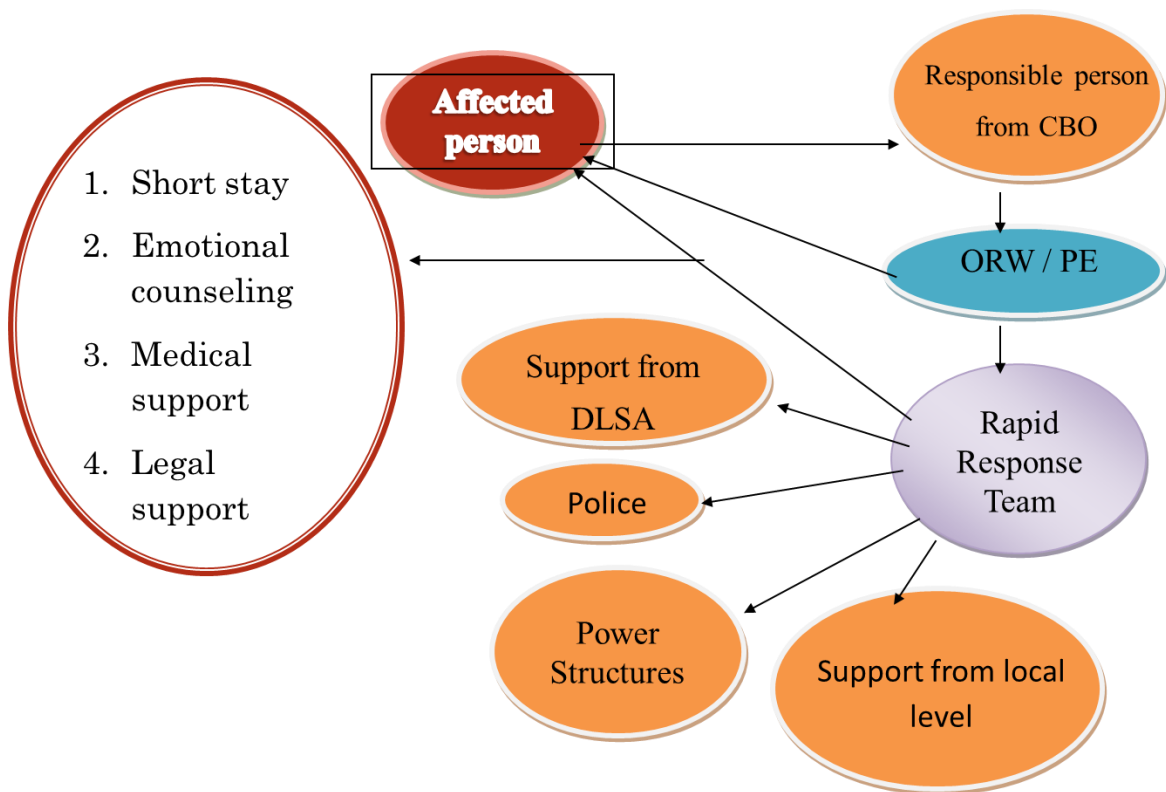 Affected
person
Responsible person
from CBO
1. Short stay
2. Emotional
counseling
3. Medical
support
4. Legal
support
ORW / PE
Support from
DLSA
Rapid
Response
Team
Police
Power
Structures
Support from local
level